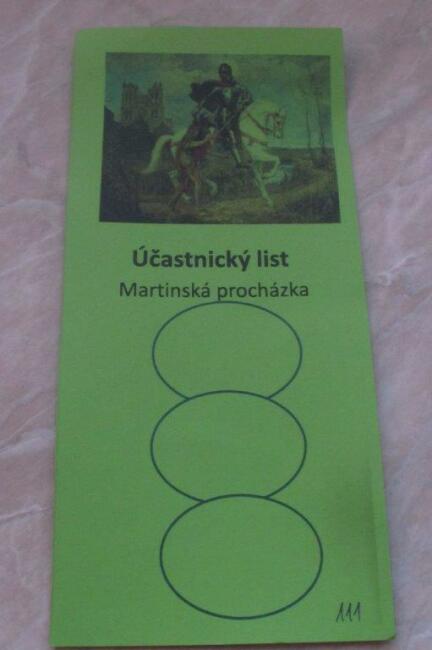 Účastnický list
Martinská procházka
111